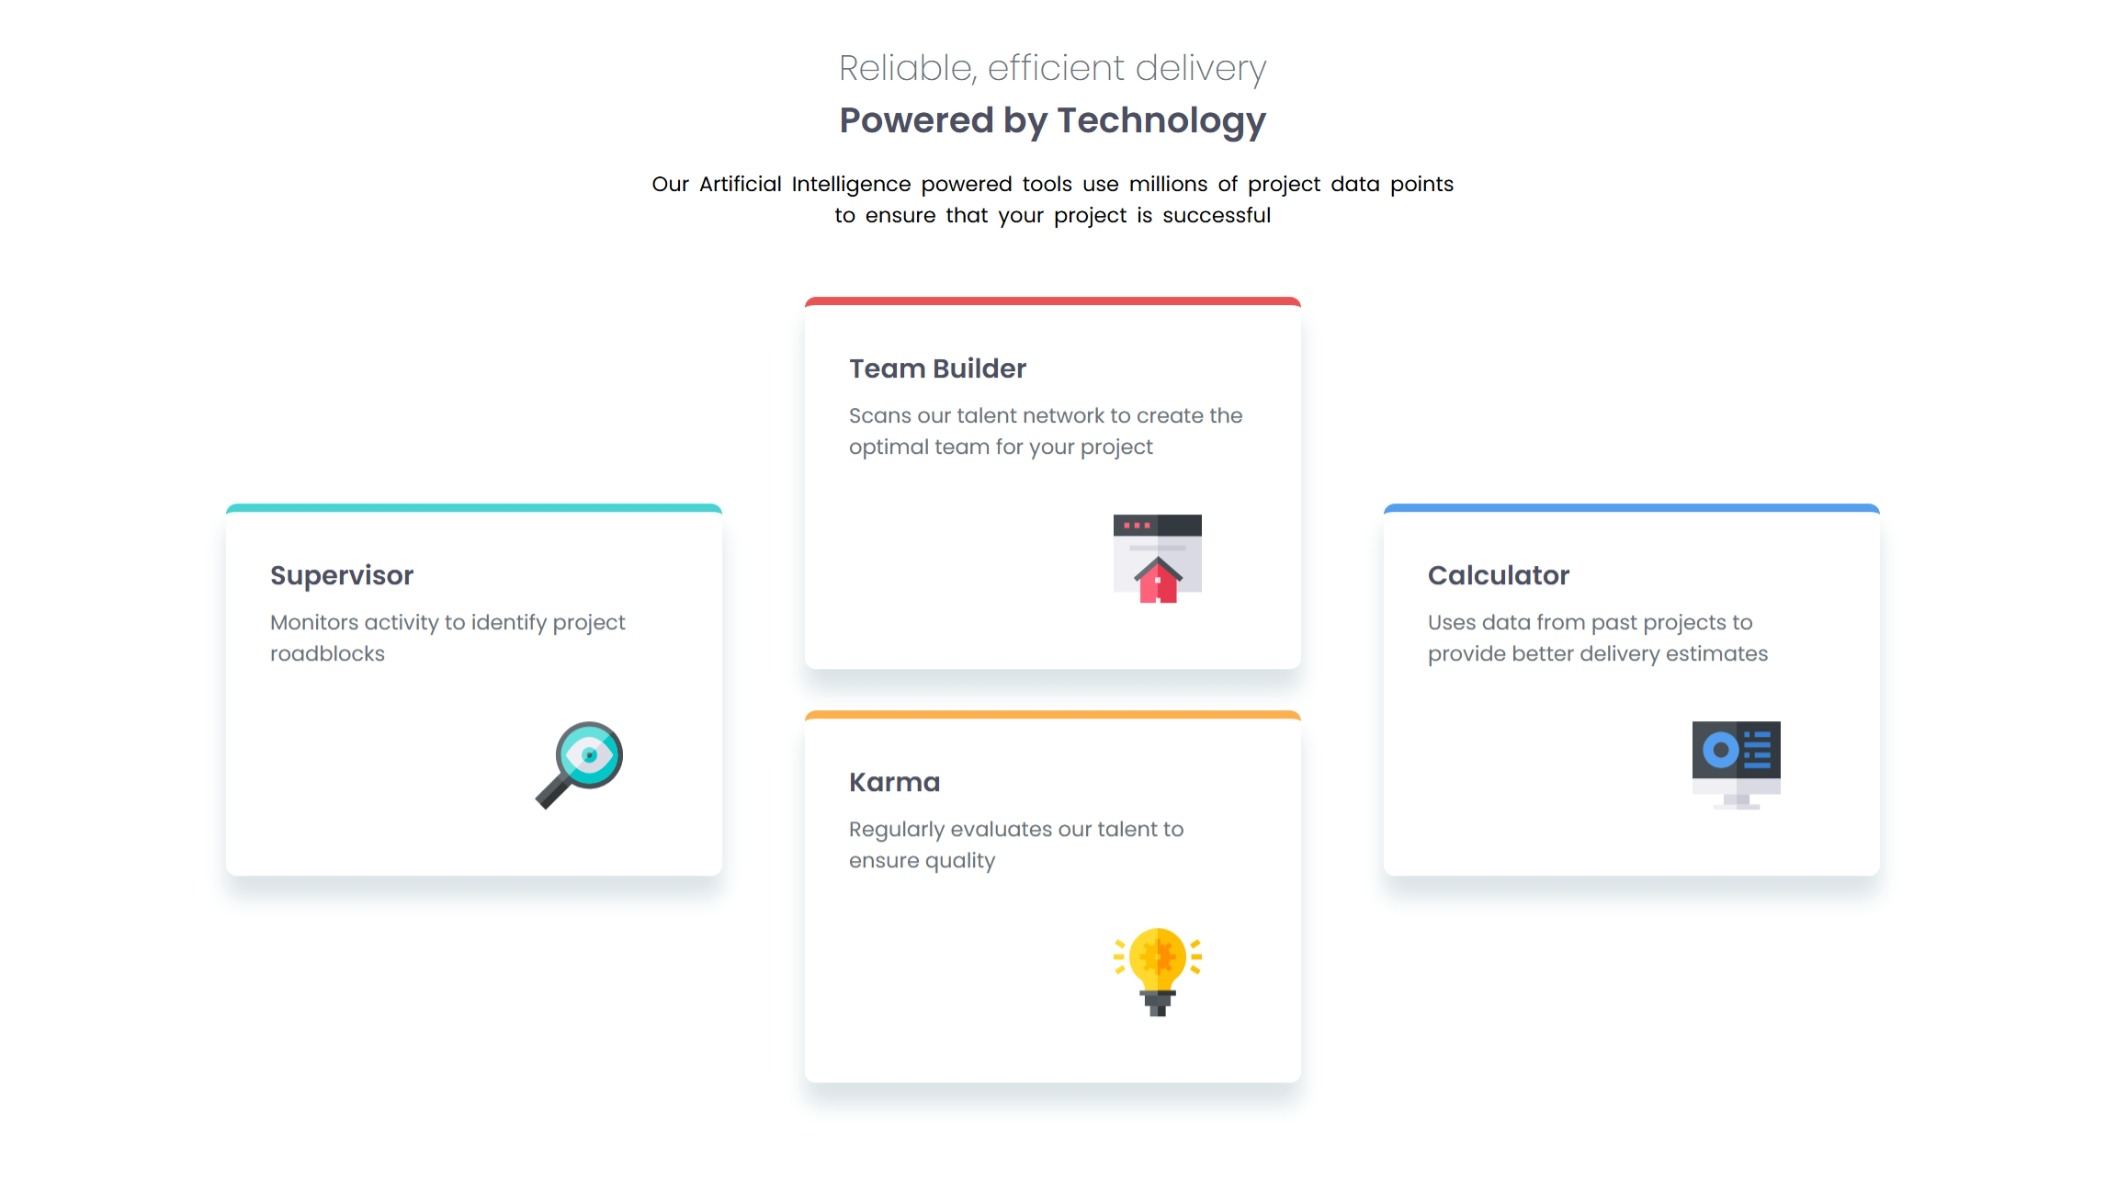 Reliable, efficient delivery
Powered by Technology
Our Artificial Intelligence powered tools use millions of project data points
to ensure that your project is successful
Supervisor
Monitors activity to identify project
roadblocks
Team Builder
Scans our talent network to create the
optimal team for your project
Karma
Regularly evaluates our talent to
ensure quality
Calculator
Uses data from past projects to
provide better delivery estimates